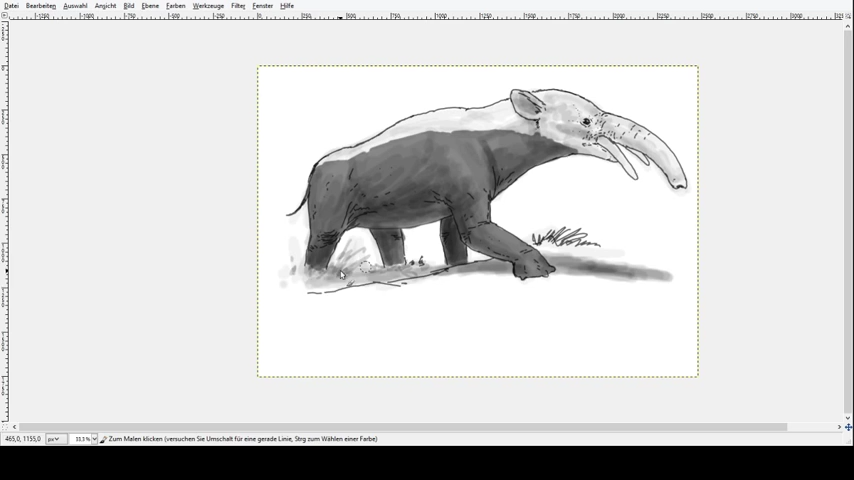 Datei Bearbeiten Auswahl Ansicht Bild Ebene Farben Werkzeuge Filter Fenster Hilfe
465,0, 1155,0 px 33,3 % Zum Malen klicken (versuchen Sie Umschalt für eine gerade Linie, Strg zum Wählen einer Farbe)